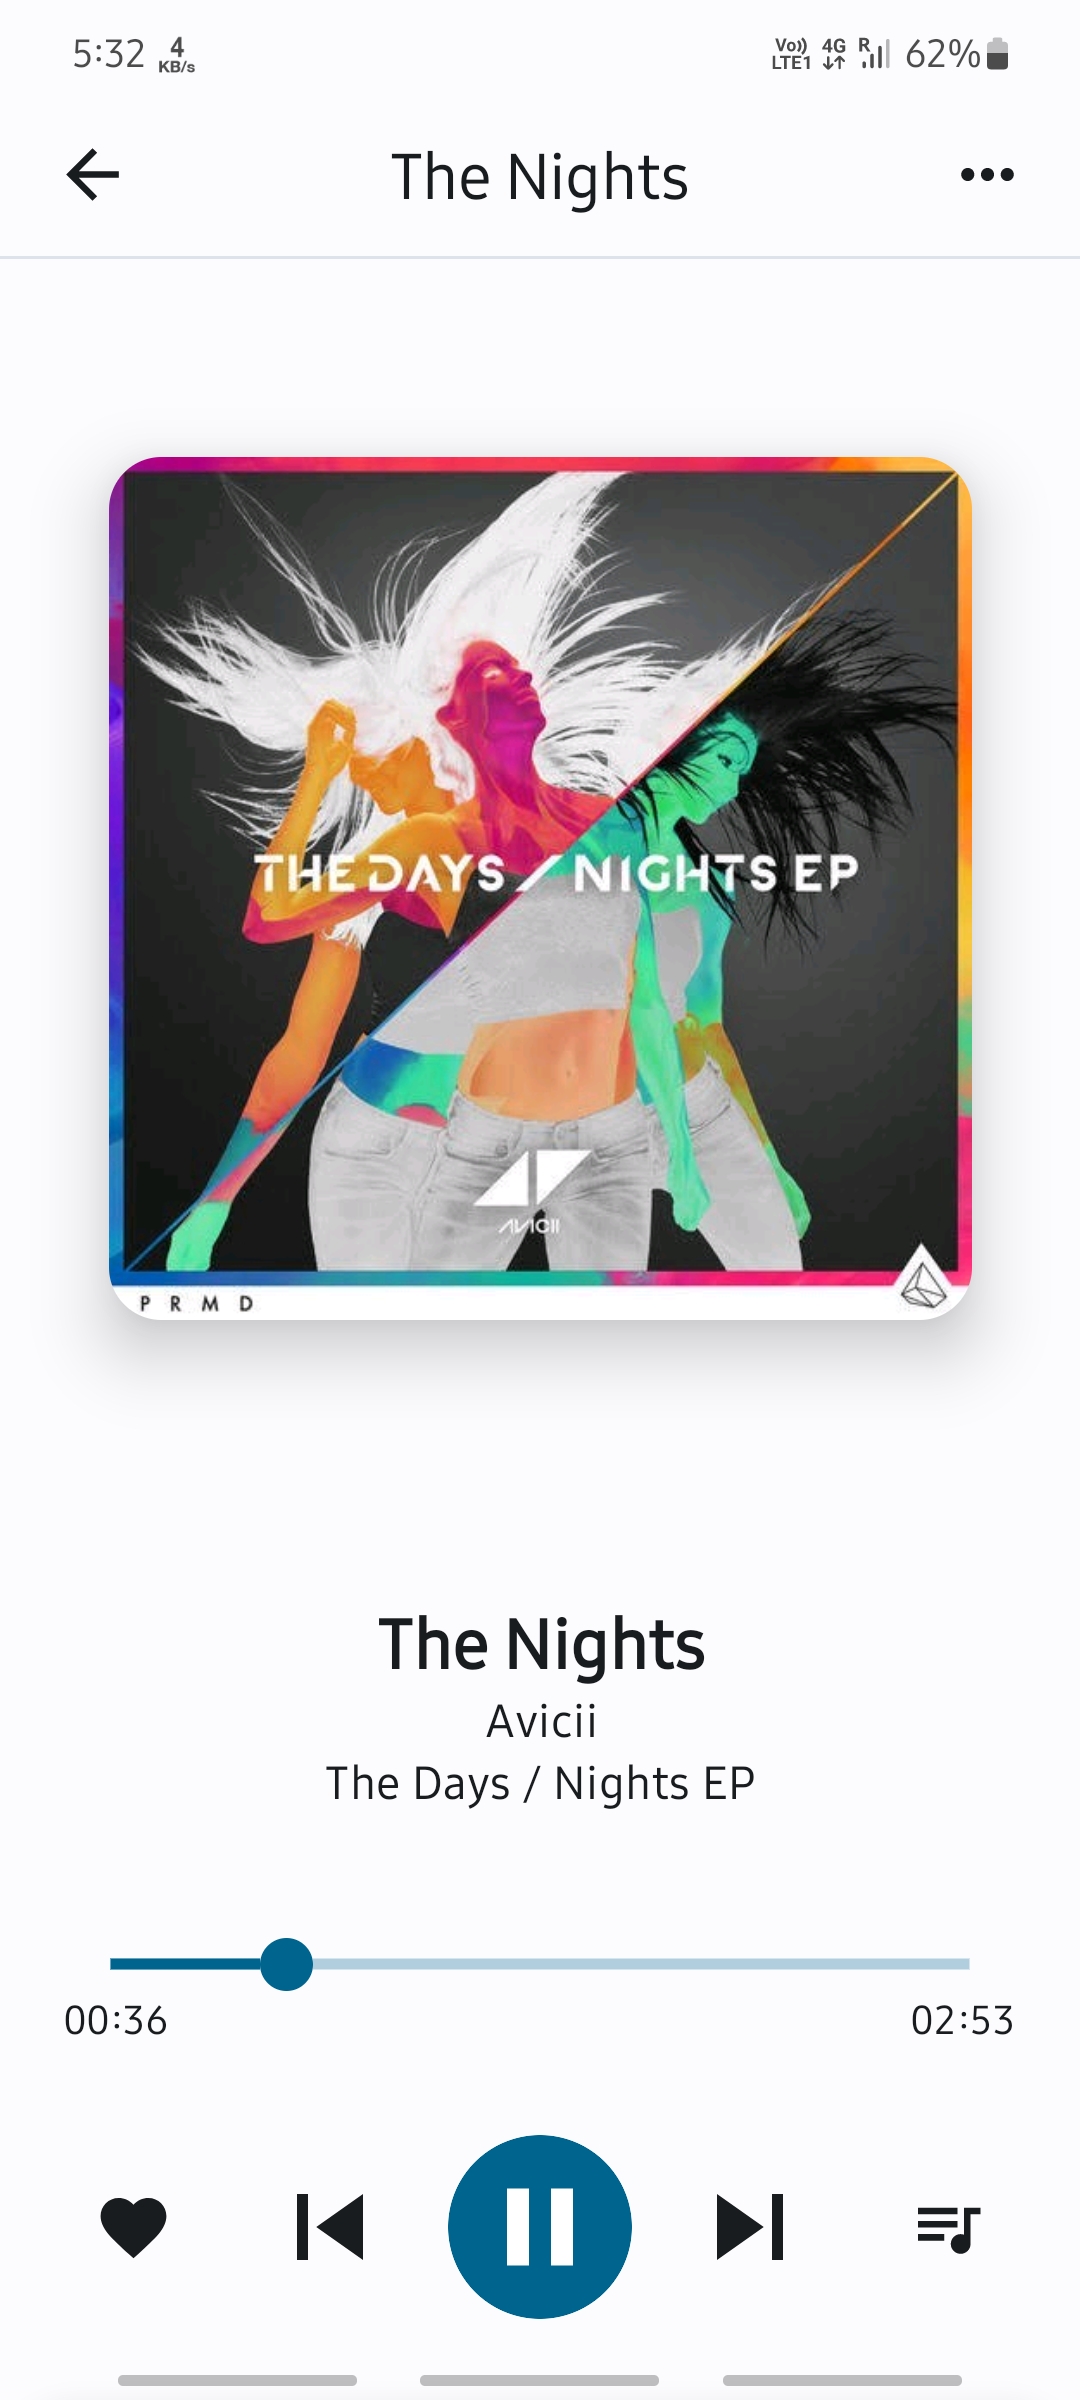 5:32 4 KB/s Vo)) LTE1 4G R 62%
The Nights
THE DAYS / NIGHTS EP
AVICII
PRMD
The Nights
Avicii
The Days / Nights EP
00:36 02:53